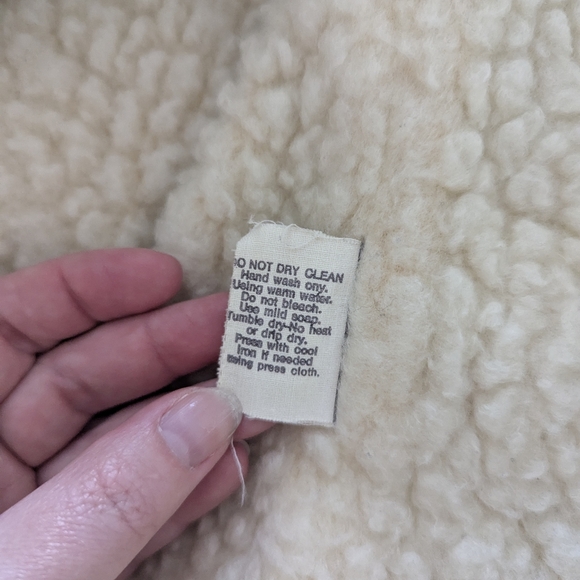 DO NOT DRY CLEAN
Hand wash ony.
Using warm water.
Do not bleach.
Use mild soap.
Tumble dry-No heat
or drip dry.
Press with cool
Iron if needed
using press cloth.